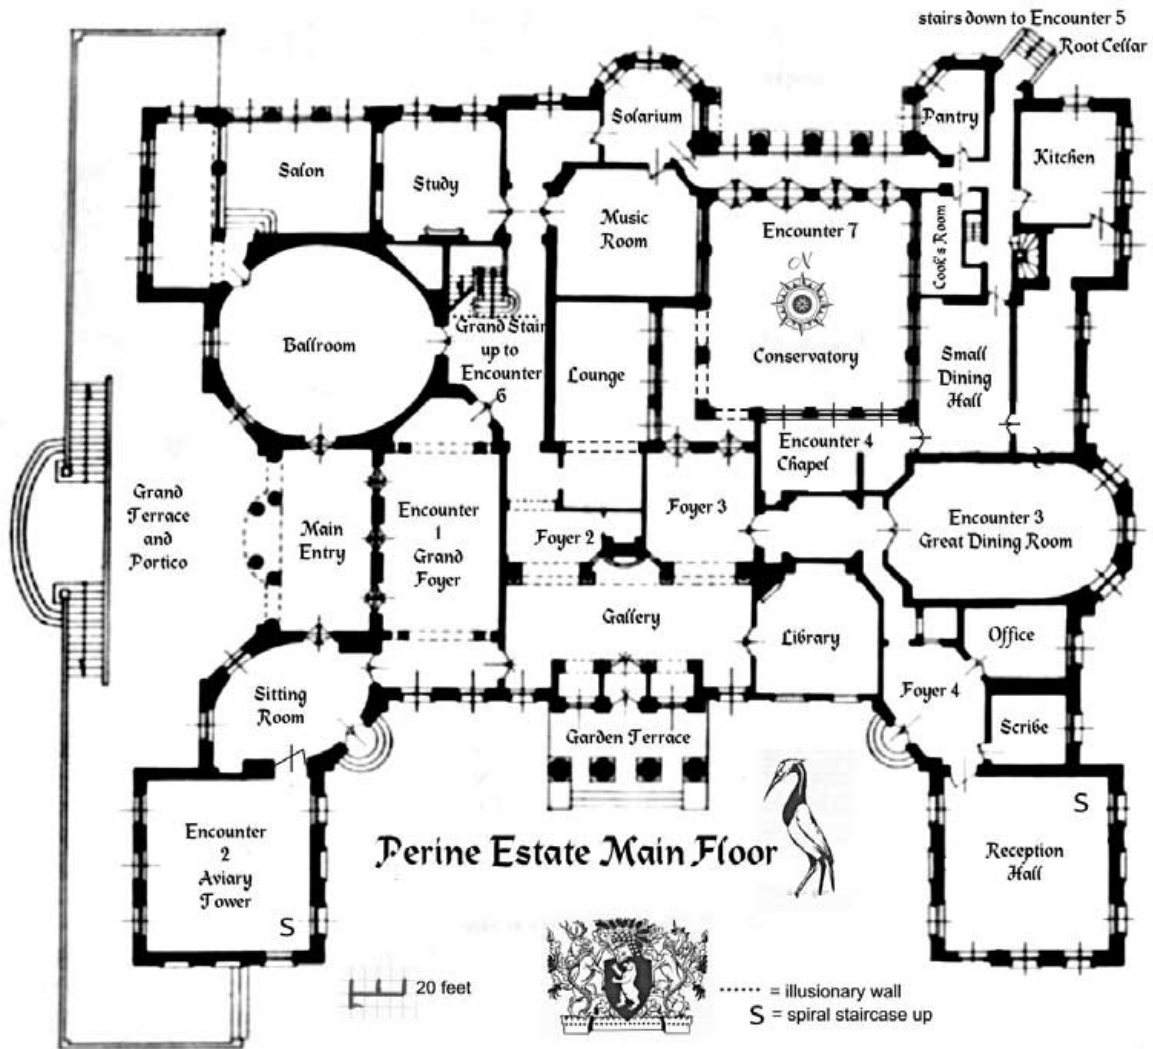 stairs down to Encounter 5
Root Cellar
Solarium
Pantry
Kitchen
Salon
Study
Music
Room
Encounter 7
N
Conservatory
Cook's Room
Ballroom
Grand Stair
up to
Encounter
6
Lounge
Small
Dining
Hall
Encounter 4
Chapel
Grand
Terrace
and
Portico
Main
Entry
Encounter
1
Grand
Foyer
Foyer 2
Foyer 3
Encounter 3
Great Dining Room
Gallery
Library
Office
Sitting
Room
Foyer 4
Scribe
Garden Terrace
Encounter
2
Aviary
Tower
S
Perine Estate Main Floor
S
Reception
Hall
20 feet
= illusionary wall
S = spiral staircase up